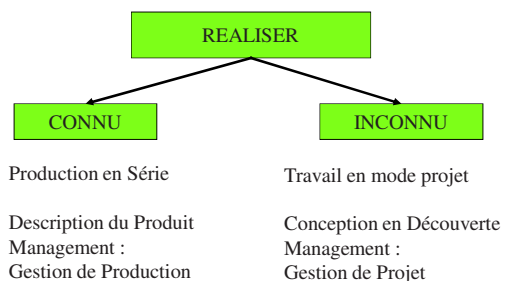 REALISER
CONNU
INCONNU
Production en Série
Description du Produit
Management :
Gestion de Production
Travail en mode projet
Conception en Découverte
Management :
Gestion de Projet